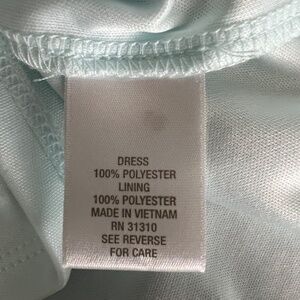 DRESS
100% POLYESTER
LINING
100% POLYESTER
MADE IN VIETNAM
RN 31310
SEE REVERSE
FOR CARE